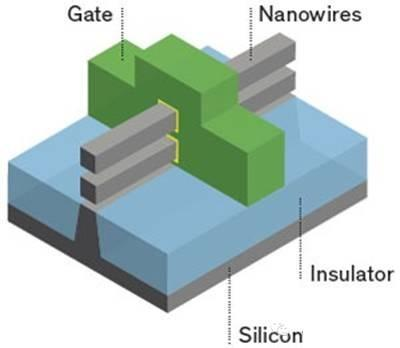 Gate
Nanowires
Insulator
Silicon